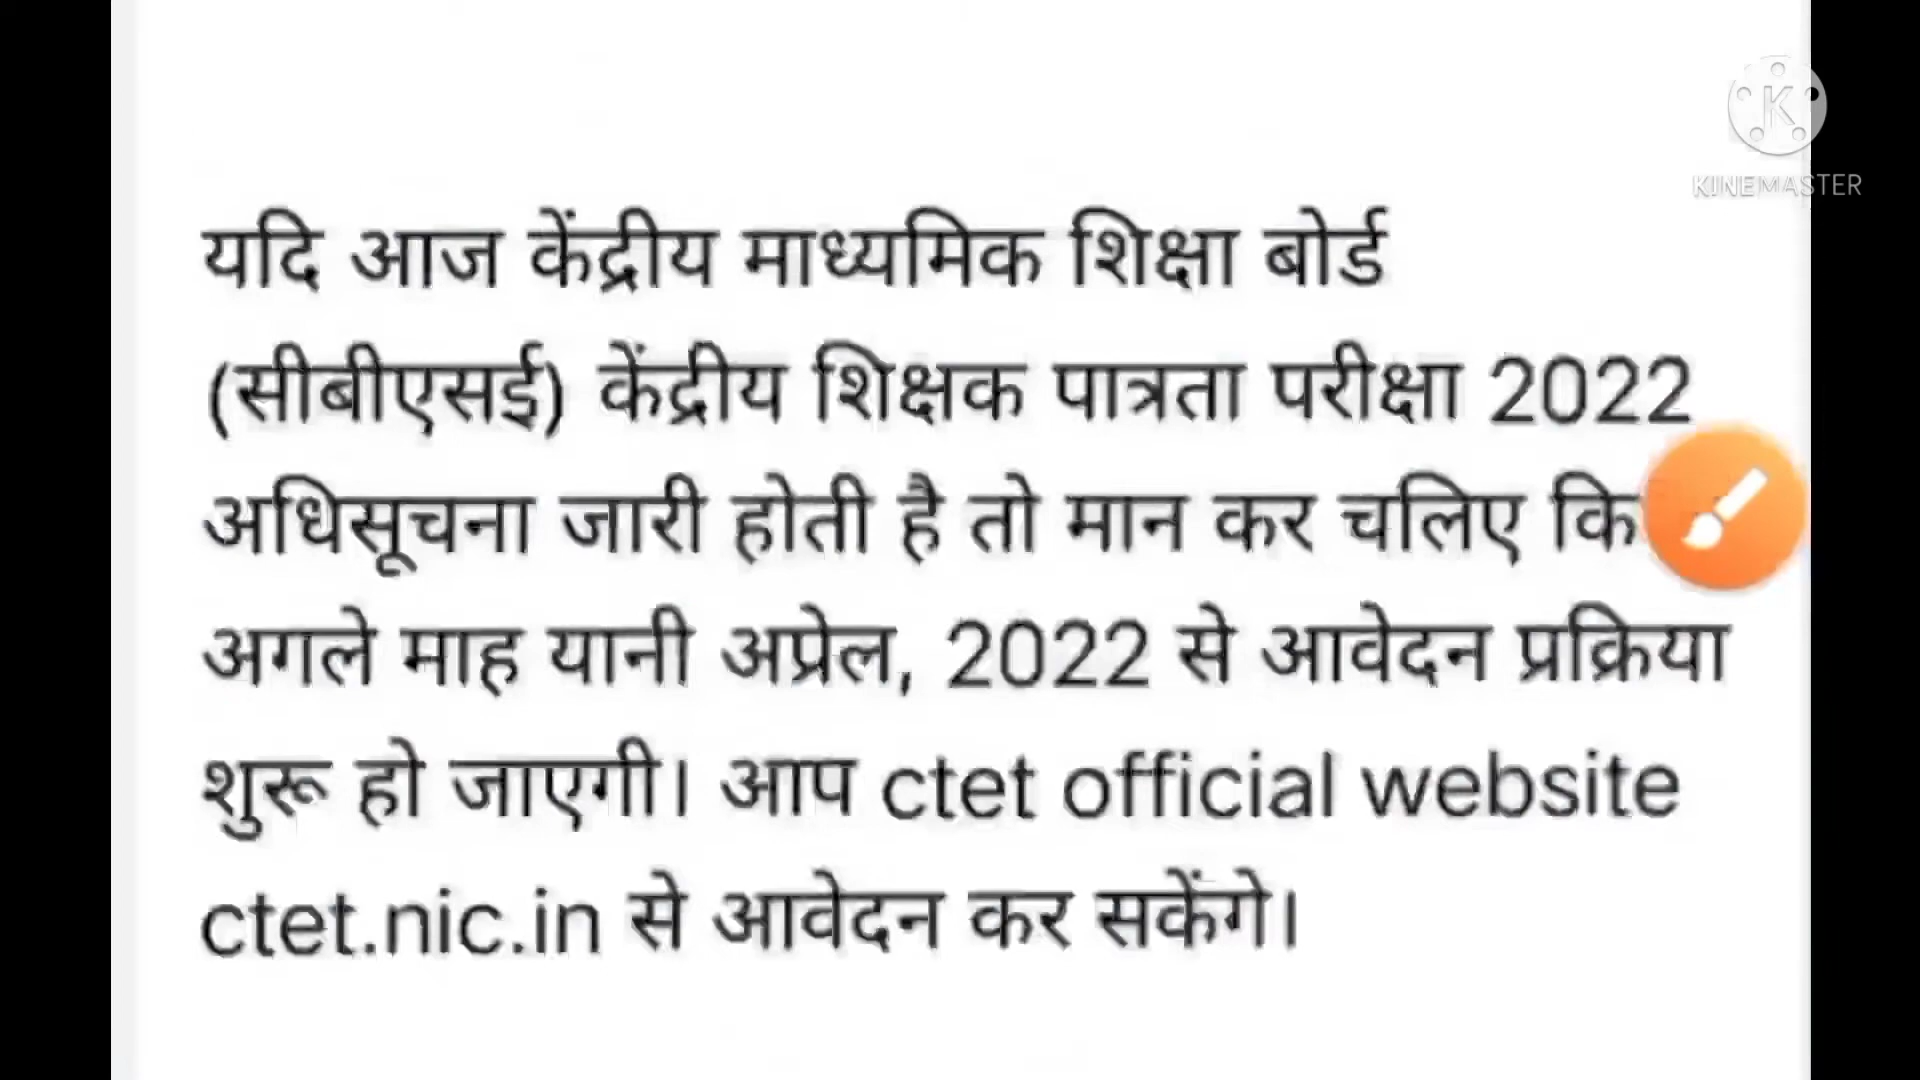 K
KINEMASTER
यदि आज केंद्रीय माध्यमिक शिक्षा बोर्ड
(सीबीएसई) केंद्रीय शिक्षक पात्रता परीक्षा 2022
अधिसूचना जारी होती है तो मान कर चलिए कि
अगले माह यानी अप्रेल, 2022 से आवेदन प्रक्रिया
शुरू हो जाएगी। आप ctet official website
ctet.nic.in से आवेदन कर सकेंगे।